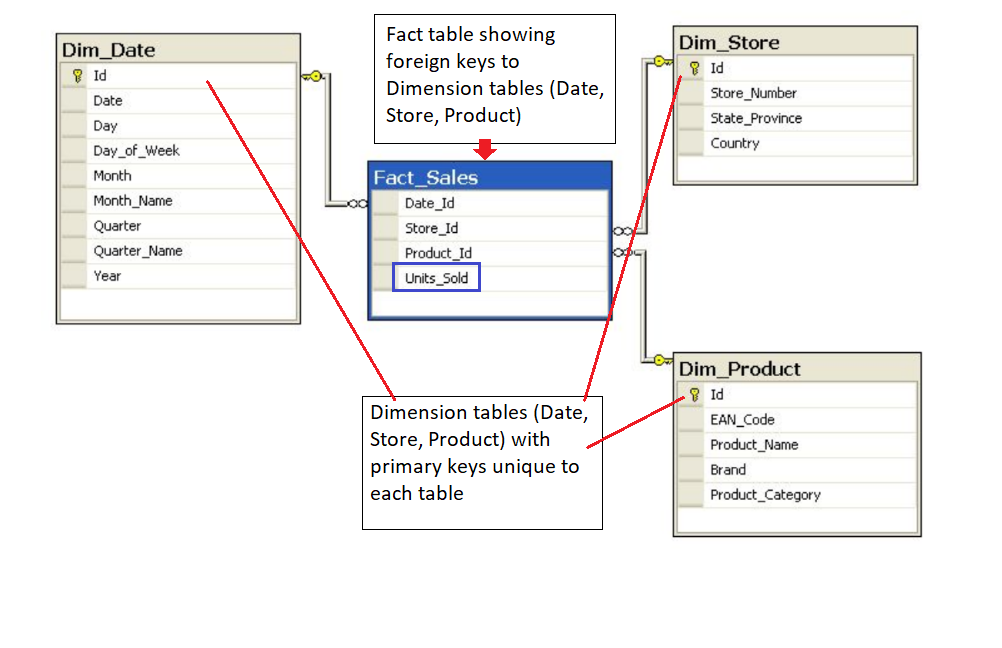 Dim_Date
Id
Date
Day
Day_of_Week
Month
Month_Name
Quarter
Quarter_Name
Year
Fact table showing
foreign keys to
Dimension tables (Date,
Store, Product)
Fact_Sales
Date_Id
Store_Id
Product_Id
Units_Sold
Dim_Store
Id
Store_Number
State_Province
Country
Dimension tables (Date,
Store, Product) with
primary keys unique to
each table
Dim_Product
Id
EAN_Code
Product_Name
Brand
Product_Category